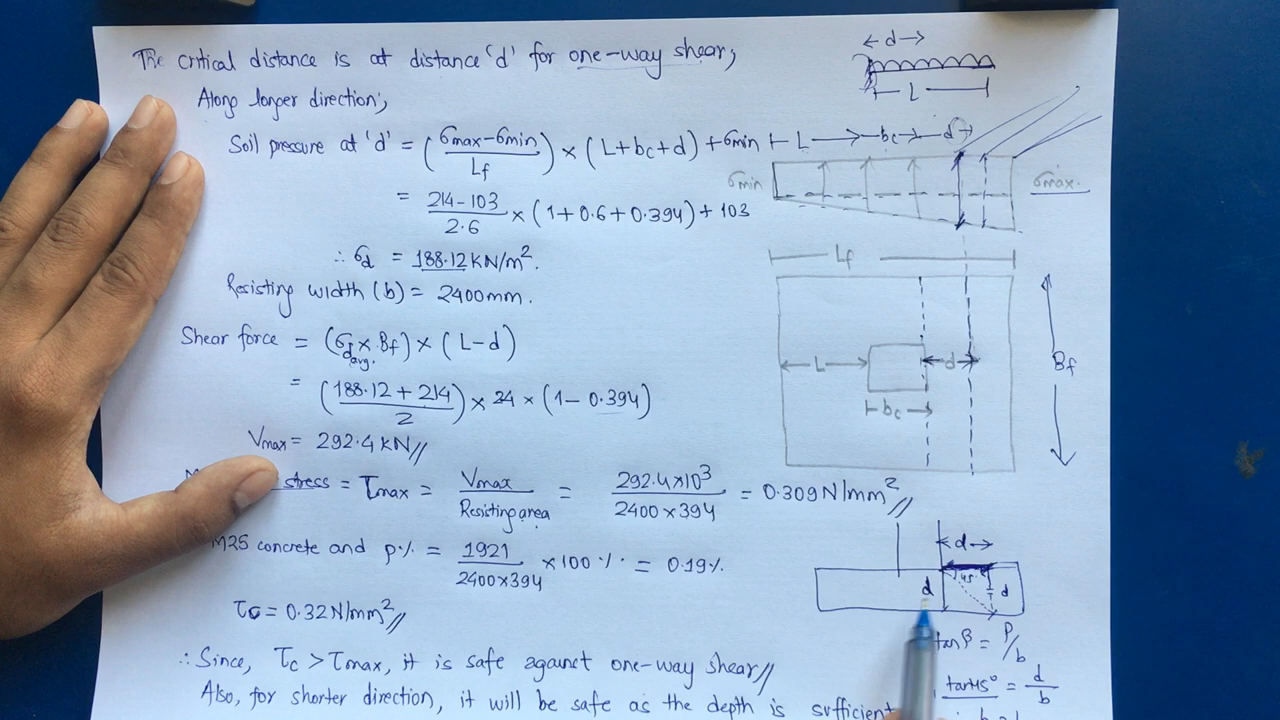 The critical distance is at distance 'd' for one-way shear,
Along longer direction,
Soil pressure at 'd' = (σmax-σmin / Lf) × (L+bc+d) + σmin
= 214-103 / 2.6 × (1+0.6+0.394) + 103
∴ σd = 188.12 KN/m².
Resisting width (b) = 2400mm.
Shear force = (σd avg. × Bf) × (L-d)
= (188.12 + 214 / 2) × 24 × (1- 0.394)
Vmax = 292.4 KN//
stress = τmax = Vmax / Resisting area = 292.4×10³ / 2400×394 = 0.309 N/mm²//
M25 concrete and p% = 1921 / 2400×394 ×100% = 0.19%
τc = 0.32 N/mm²//
∴ Since, τc > τmax, it is safe against one-way shear//
Also, for shorter direction, it will be safe as the depth is sufficient
d
L
L
bc
d
σmin
σmax.
Lf
L
d
bc
Bf
d
d
45°
d
tanβ = P/b
tan45° = d/b